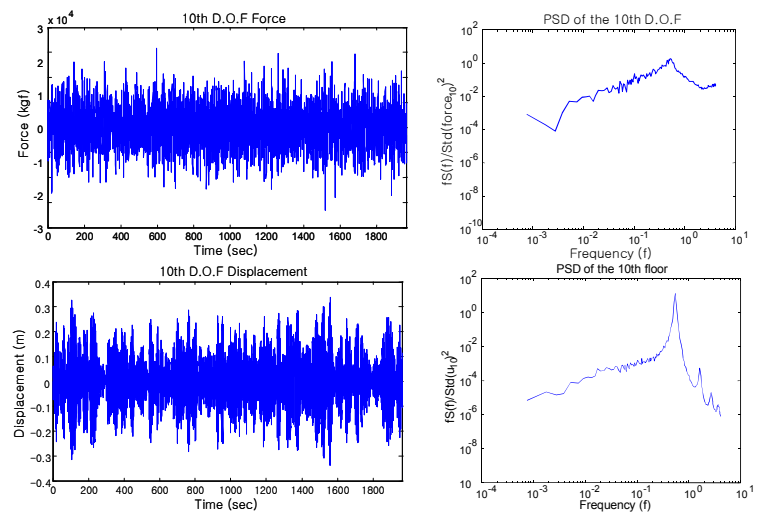 10th D.O.F Force
x 10^4
3
2
1
0
-1
-2
-3
Force (kgf)
0 200 400 600 800 1000 1200 1400 1600 1800
Time (sec)
PSD of the 10th D.O.F
10^2
10^0
10^-2
10^-4
10^-6
10^-8
10^-10
fS(f)/Std(force_10)^2
10^-4 10^-3 10^-2 10^-1 10^0 10^1
Frequency (f)
10th D.O.F Displacement
0.4
0.3
0.2
0.1
0
-0.1
-0.2
-0.3
-0.4
Displacement (m)
0 200 400 600 800 1000 1200 1400 1600 1800
Time (sec)
PSD of the 10th floor
10^2
10^0
10^-2
10^-4
10^-6
10^-8
10
fS(f)/Std(u_10)^2
10^-4 10^-3 10^-2 10^-1 10^0 10^1
Frequency (f)